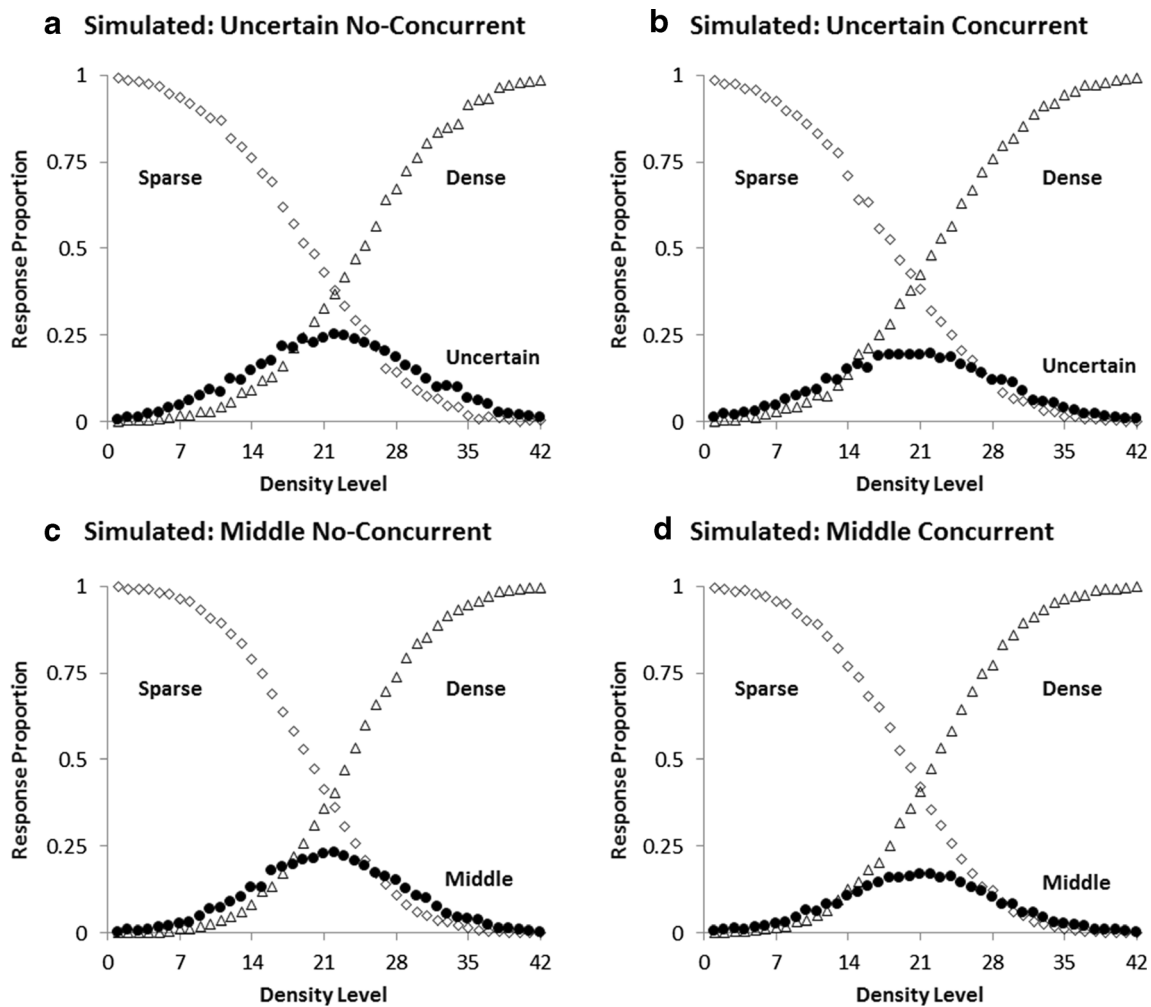 a Simulated: Uncertain No-Concurrent
1
0.75
0.5
0.25
0
Response Proportion
Sparse
Dense
Uncertain
0 7 14 21 28 35 42
Density Level
b Simulated: Uncertain Concurrent
1
0.75
0.5
0.25
0
Response Proportion
Sparse
Dense
Uncertain
0 7 14 21 28 35 42
Density Level
c Simulated: Middle No-Concurrent
1
0.75
0.5
0.25
0
Response Proportion
Sparse
Dense
Middle
0 7 14 21 28 35 42
Density Level
d Simulated: Middle Concurrent
1
0.75
0.5
0.25
0
Response Proportion
Sparse
Dense
Middle
0 7 14 21 28 35 42
Density Level